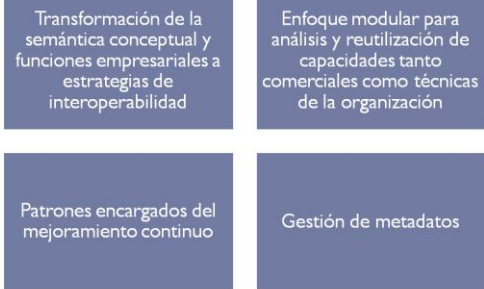 Transformación de la
semántica conceptual y
funciones empresariales a
estrategias de
interoperabilidad
Enfoque modular para
análisis y reutilización de
capacidades tanto
comerciales como técnicas
de la organización
Patrones encargados del
mejoramiento continuo
Gestión de metadatos